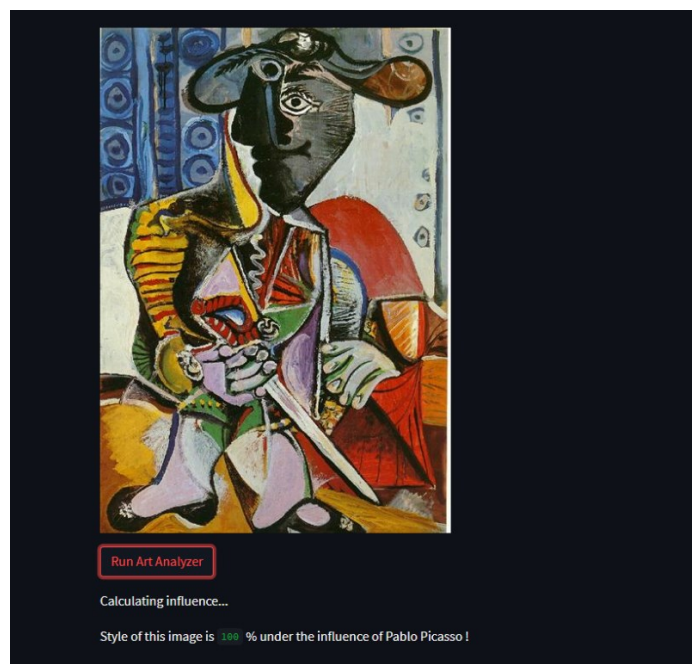 Run Art Analyzer
Calculating influence...
Style of this image is 100 % under the influence of Pablo Picasso !